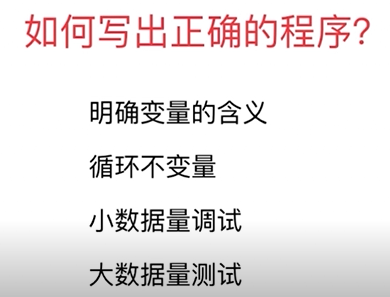 如何写出正确的程序?
明确变量的含义
循环不变量
小数据量调试
大数据量测试